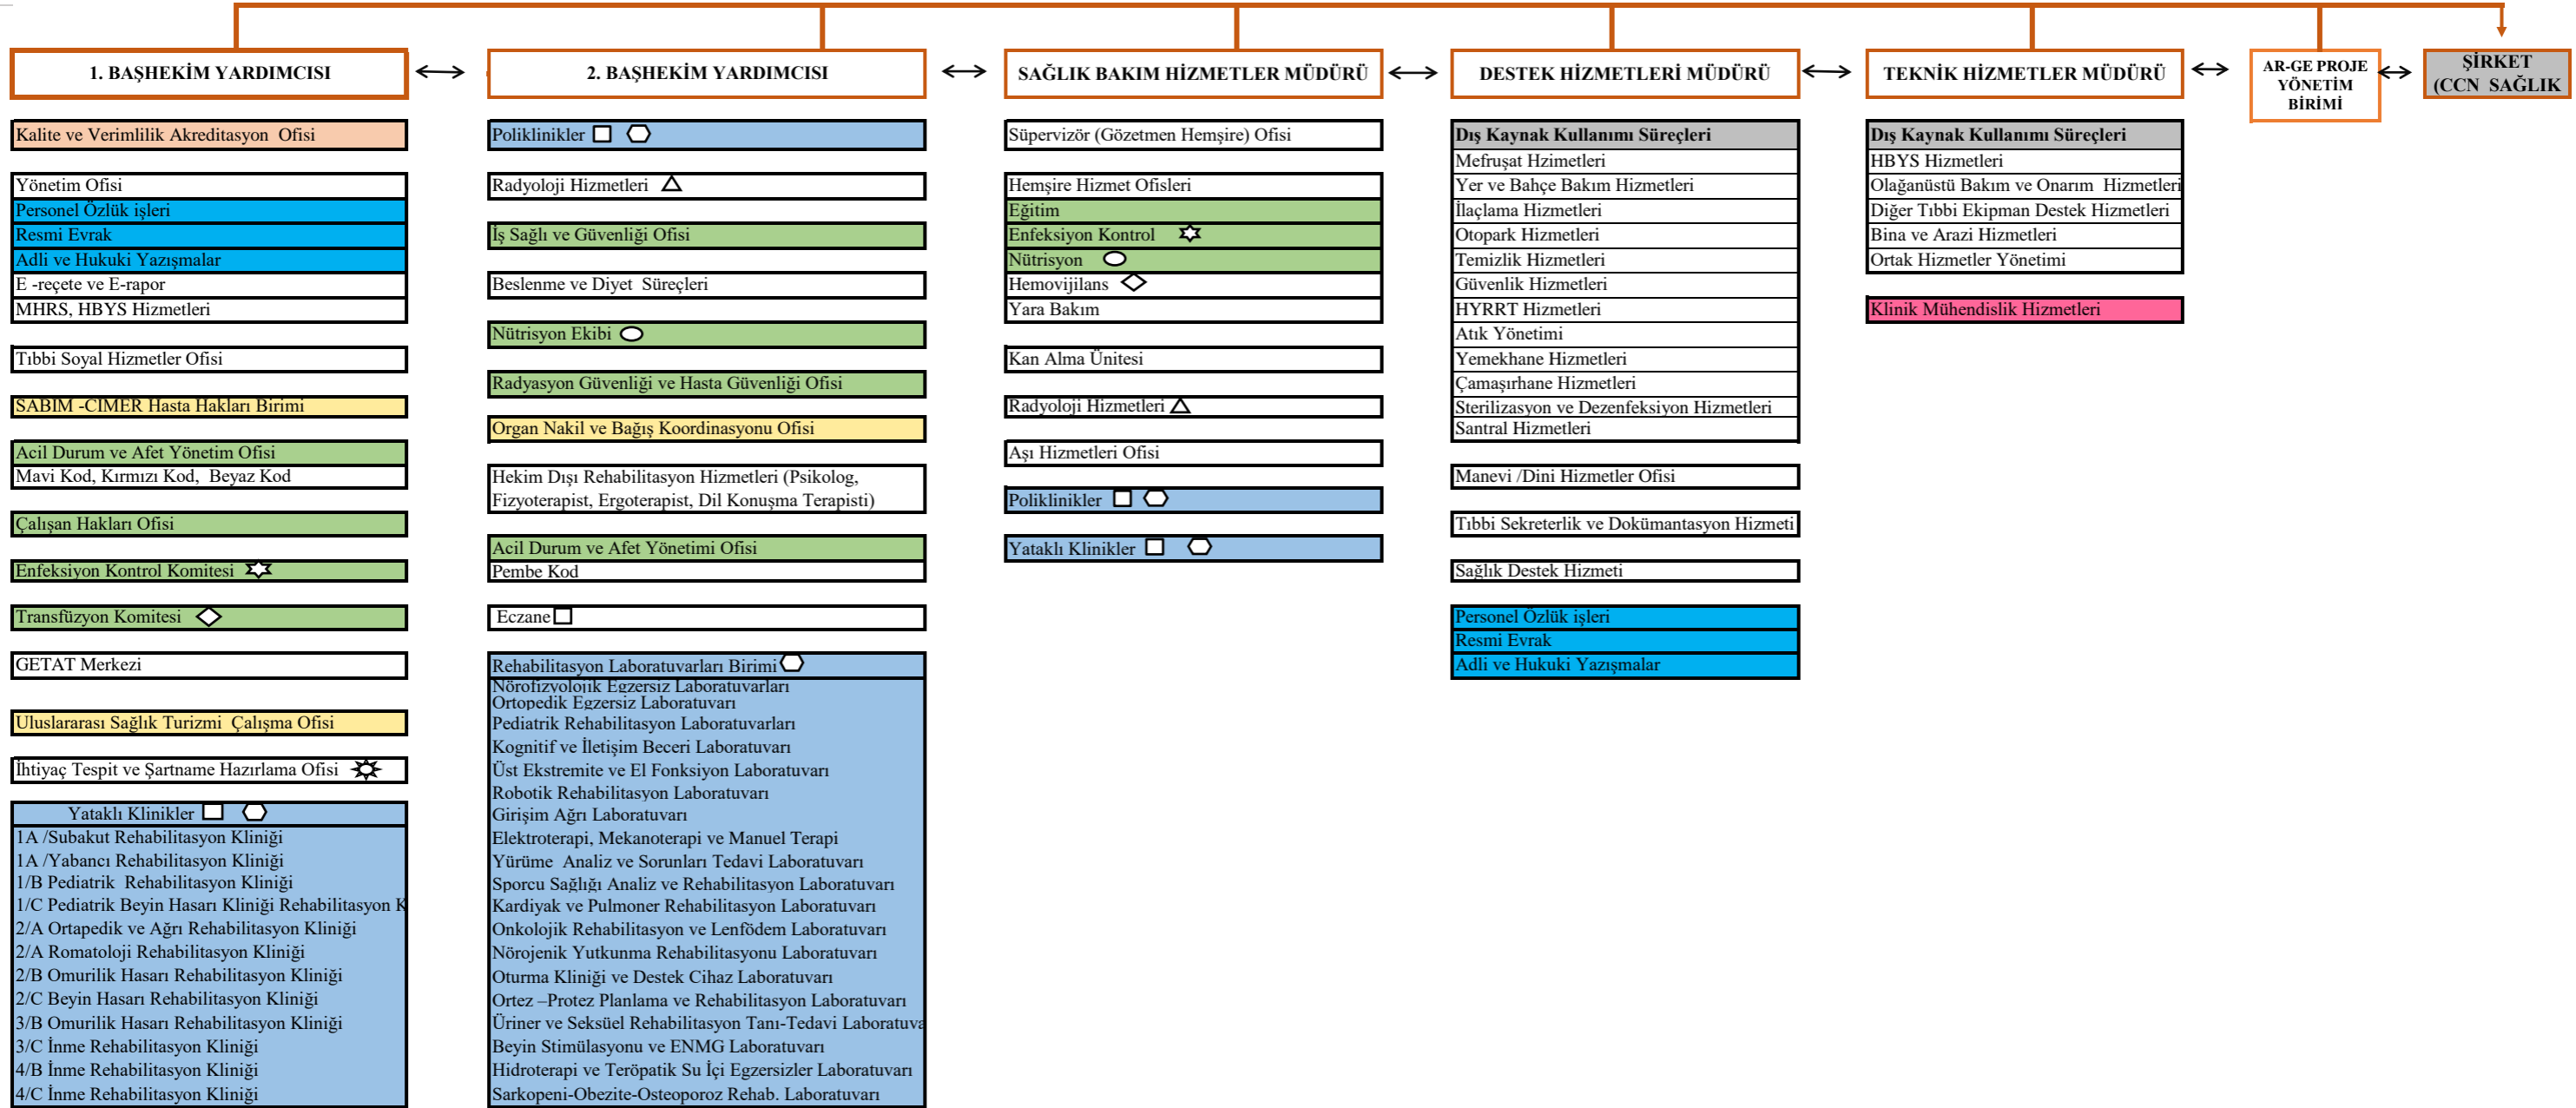 1. BAŞHEKİM YARDIMCISI
Kalite ve Verimlilik Akreditasyon Ofisi
Yönetim Ofisi
Personel Özlük işleri
Resmi Evrak
Adli ve Hukuki Yazışmalar
E -reçete ve E-rapor
MHRS, HBYS Hizmetleri
Tıbbi Soyal Hizmetler Ofisi
SABIM -CIMER Hasta Hakları Birimi
Acil Durum ve Afet Yönetim Ofisi
Mavi Kod, Kırmızı Kod, Beyaz Kod
Çalışan Hakları Ofisi
Enfeksiyon Kontrol Komitesi
Transfüzyon Komitesi
GETAT Merkezi
Uluslararası Sağlık Turizmi Çalışma Ofisi
İhtiyaç Tespit ve Şartname Hazırlama Ofisi
Yataklı Klinikler
1A /Subakut Rehabilitasyon Kliniği
1A /Yabancı Rehabilitasyon Kliniği
1/B Pediatrik Rehabilitasyon Kliniği
1/C Pediatrik Beyin Hasarı Kliniği Rehabilitasyon K
2/A Ortapedik ve Ağrı Rehabilitasyon Kliniği
2/A Romatoloji Rehabilitasyon Kliniği
2/B Omurilik Hasarı Rehabilitasyon Kliniği
2/C Beyin Hasarı Rehabilitasyon Kliniği
3/B Omurilik Hasarı Rehabilitasyon Kliniği
3/C İnme Rehabilitasyon Kliniği
4/B İnme Rehabilitasyon Kliniği
4/C İnme Rehabilitasyon Kliniği
2. BAŞHEKİM YARDIMCISI
Poliklinikler
Radyoloji Hizmetleri
İş Sağlı ve Güvenliği Ofisi
Beslenme ve Diyet Süreçleri
Nütrisyon Ekibi
Radyasyon Güvenliği ve Hasta Güvenliği Ofisi
Organ Nakil ve Bağış Koordinasyonu Ofisi
Hekim Dışı Rehabilitasyon Hizmetleri (Psikolog,
Fizyoterapist, Ergoterapist, Dil Konuşma Terapisti)
Acil Durum ve Afet Yönetimi Ofisi
Pembe Kod
Eczane
Rehabilitasyon Laboratuvarları Birimi
Nörofizyolojik Egzersiz Laboratuvarları
Ortopedik Egzersiz Laboratuvarı
Pediatrik Rehabilitasyon Laboratuvarları
Kognitif ve İletişim Beceri Laboratuvarı
Üst Ekstremite ve El Fonksiyon Laboratuvarı
Robotik Rehabilitasyon Laboratuvarı
Girişim Ağrı Laboratuvarı
Elektroterapi, Mekanoterapi ve Manuel Terapi
Yürüme Analiz ve Sorunları Tedavi Laboratuvarı
Sporcu Sağlığı Analiz ve Rehabilitasyon Laboratuvarı
Kardiyak ve Pulmoner Rehabilitasyon Laboratuvarı
Onkolojik Rehabilitasyon ve Lenfödem Laboratuvarı
Nörojenik Yutkunma Rehabilitasyonu Laboratuvarı
Oturma Kliniği ve Destek Cihaz Laboratuvarı
Ortez –Protez Planlama ve Rehabilitasyon Laboratuvarı
Üriner ve Seksüel Rehabilitasyon Tanı-Tedavi Laboratuva
Beyin Stimülasyonu ve ENMG Laboratuvarı
Hidroterapi ve Teröpatik Su İçi Egzersizler Laboratuvarı
Sarkopeni-Obezite-Osteoporoz Rehab. Laboratuvarı
SAĞLIK BAKIM HİZMETLER MÜDÜRÜ
Süpervizör (Gözetmen Hemşire) Ofisi
Hemşire Hizmet Ofisleri
Eğitim
Enfeksiyon Kontrol
Nütrisyon
Hemovijilans
Yara Bakım
Kan Alma Ünitesi
Radyoloji Hizmetleri
Aşı Hizmetleri Ofisi
Poliklinikler
Yataklı Klinikler
DESTEK HİZMETLERİ MÜDÜRÜ
Dış Kaynak Kullanımı Süreçleri
Mefruşat Hzimetleri
Yer ve Bahçe Bakım Hizmetleri
İlaçlama Hizmetleri
Otopark Hizmetleri
Temizlik Hizmetleri
Güvenlik Hizmetleri
HYRRT Hizmetleri
Atık Yönetimi
Yemekhane Hizmetleri
Çamaşırhane Hizmetleri
Sterilizasyon ve Dezenfeksiyon Hizmetleri
Santral Hizmetleri
Manevi /Dini Hizmetler Ofisi
Tıbbi Sekreterlik ve Dokümantasyon Hizmeti
Sağlık Destek Hizmeti
Personel Özlük işleri
Resmi Evrak
Adli ve Hukuki Yazışmalar
TEKNİK HİZMETLER MÜDÜRÜ
Dış Kaynak Kullanımı Süreçleri
HBYS Hizmetleri
Olağanüstü Bakım ve Onarım Hizmetleri
Diğer Tıbbi Ekipman Destek Hizmetleri
Bina ve Arazi Hizmetleri
Ortak Hizmetler Yönetimi
Klinik Mühendislik Hizmetleri
AR-GE PROJE
YÖNETİM
BİRİMİ
ŞİRKET
(CCN SAĞLIK